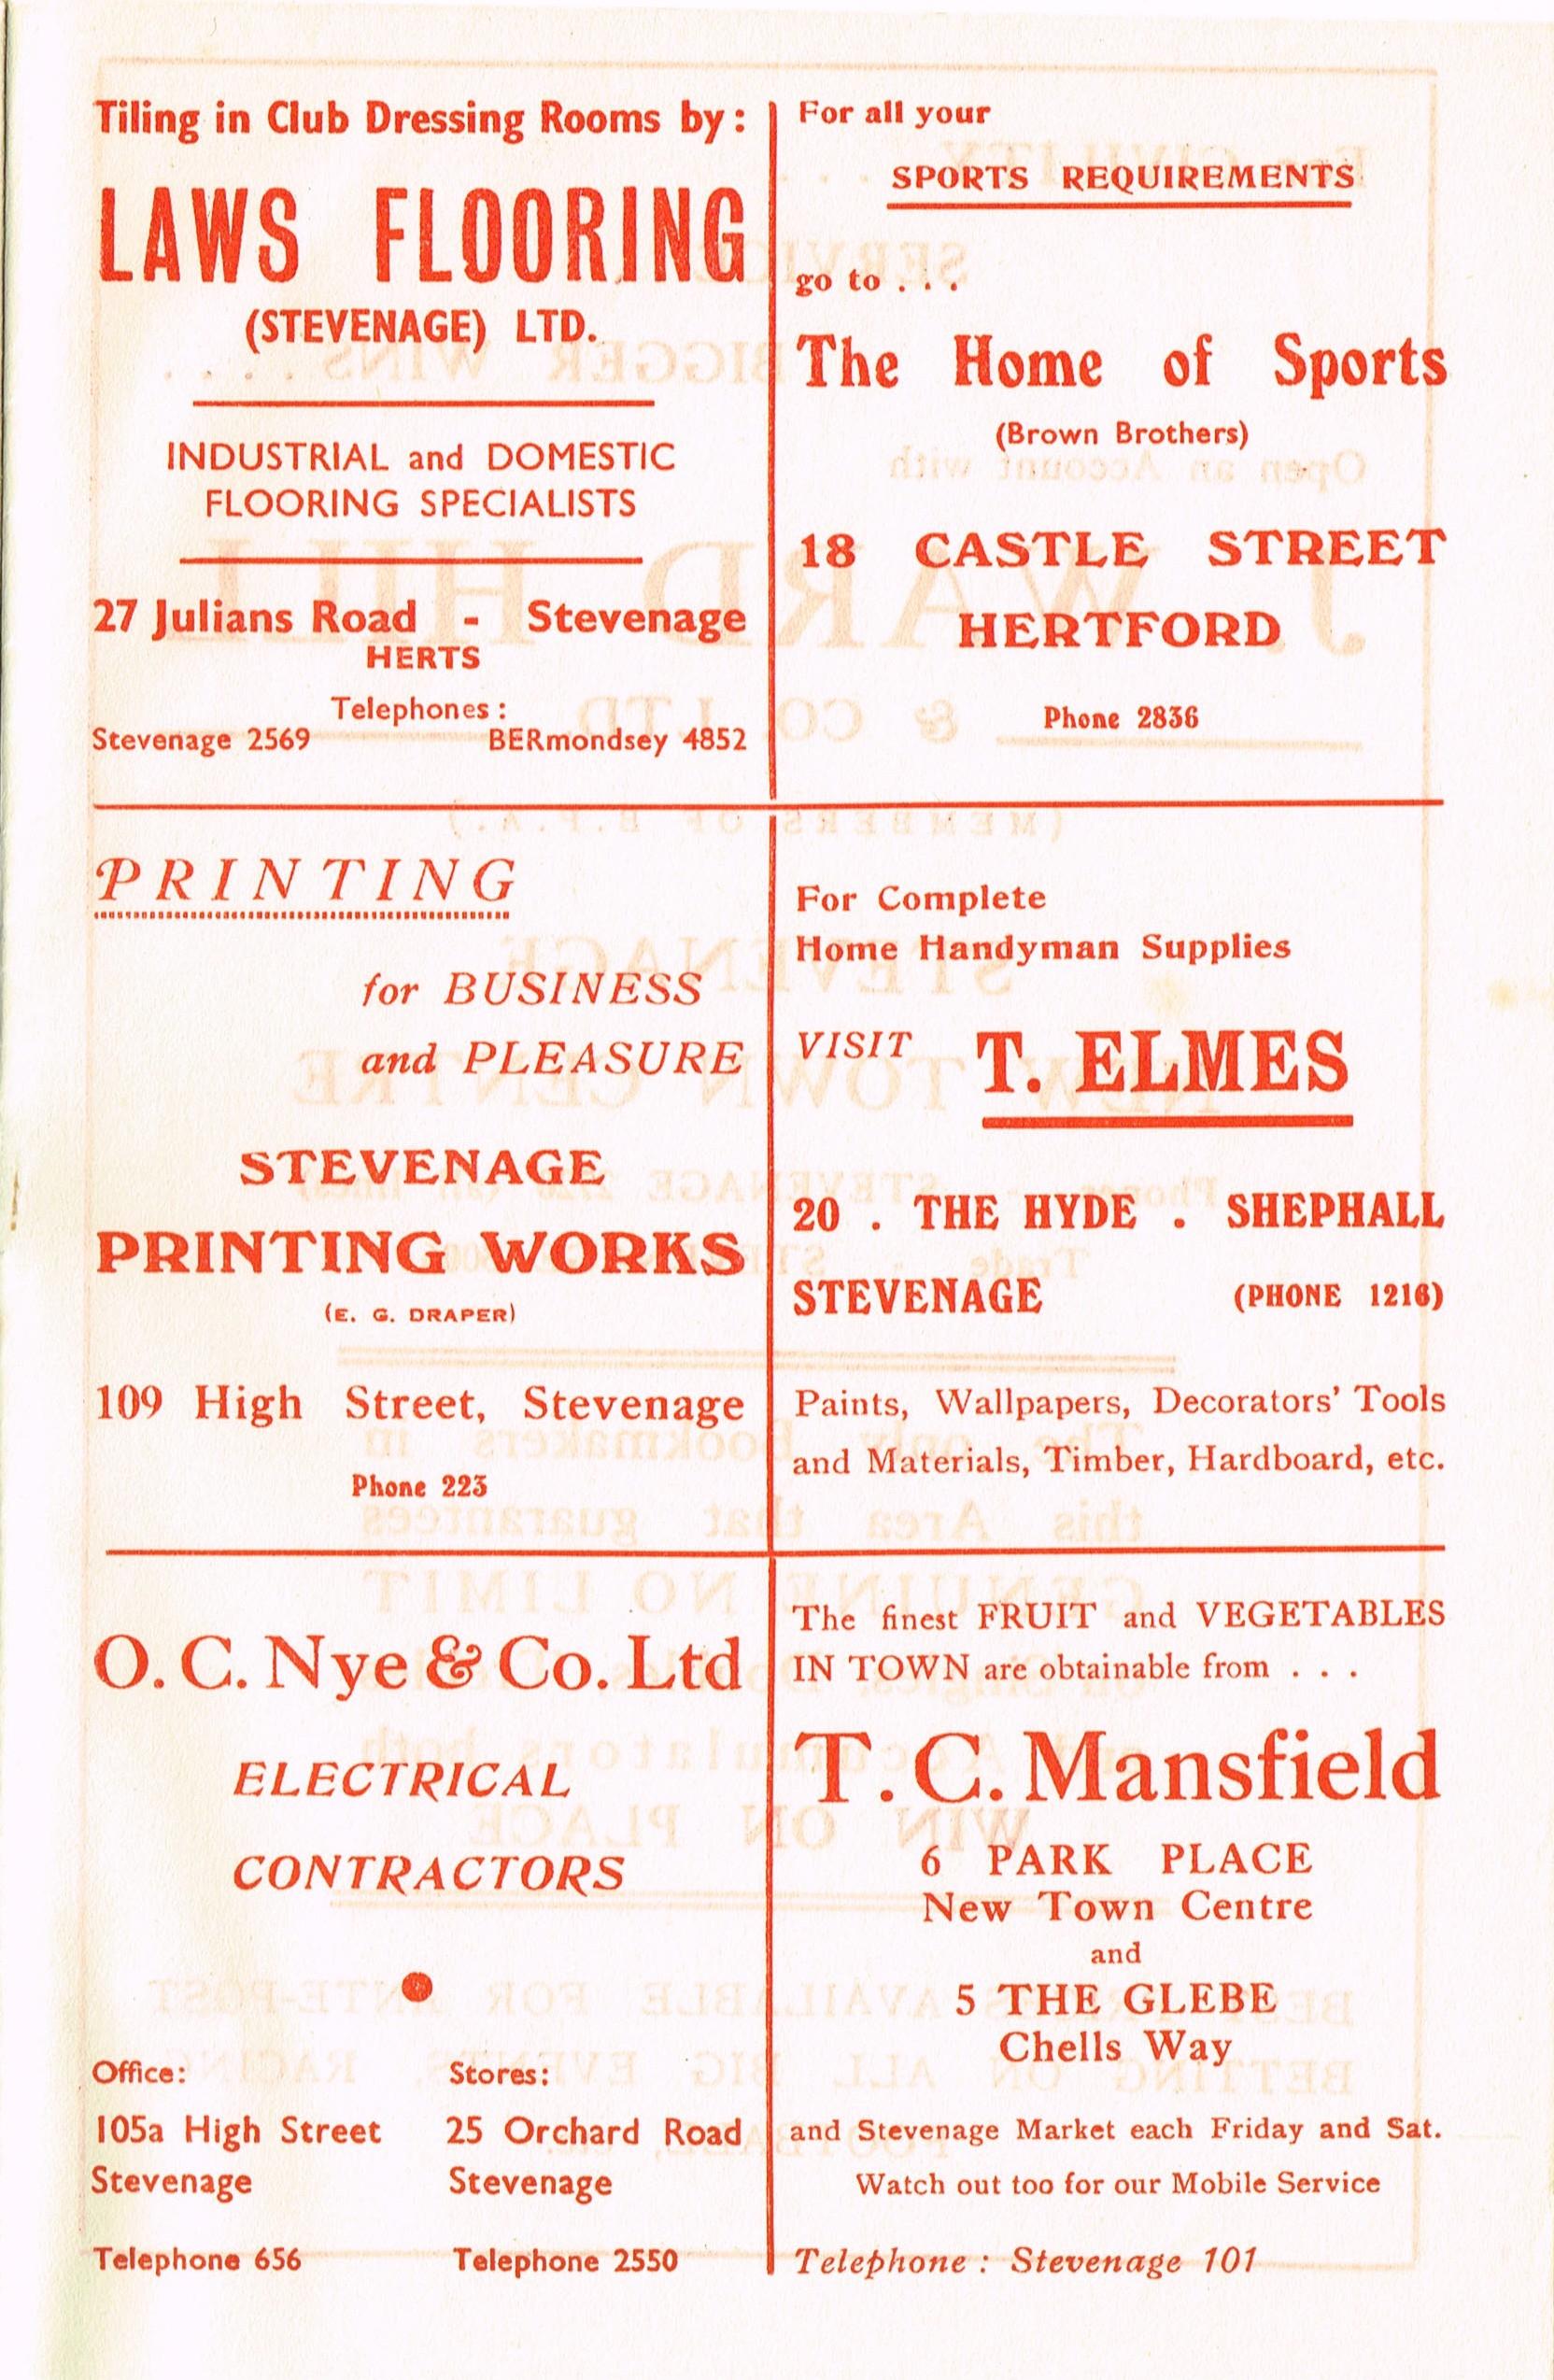 Tiling in Club Dressing Rooms by:
LAWS FLOORING
(STEVENAGE) LTD.
INDUSTRIAL and DOMESTIC
FLOORING SPECIALISTS
27 Julians Road - Stevenage
HERTS
Telephones :
Stevenage 2569 BERmondsey 4852
For all your
SPORTS REQUIREMENTS
go to . . .
The Home of Sports
(Brown Brothers)
18 CASTLE STREET
HERTFORD
Phone 2836
PRINTING
for BUSINESS
and PLEASURE
STEVENAGE
PRINTING WORKS
(E. G. DRAPER)
109 High Street, Stevenage
Phone 223
For Complete
Home Handyman Supplies
VISIT T. ELMES
20 . THE HYDE . SHEPHALL
STEVENAGE (PHONE 1216)
Paints, Wallpapers, Decorators' Tools
and Materials, Timber, Hardboard, etc.
O. C. Nye & Co. Ltd
ELECTRICAL
CONTRACTORS
Office: Stores:
105a High Street 25 Orchard Road
Stevenage Stevenage
Telephone 656 Telephone 2550
The finest FRUIT and VEGETABLES
IN TOWN are obtainable from . . .
T. C. Mansfield
6 PARK PLACE
New Town Centre
and
5 THE GLEBE
Chells Way
and Stevenage Market each Friday and Sat.
Watch out too for our Mobile Service
Telephone : Stevenage 101